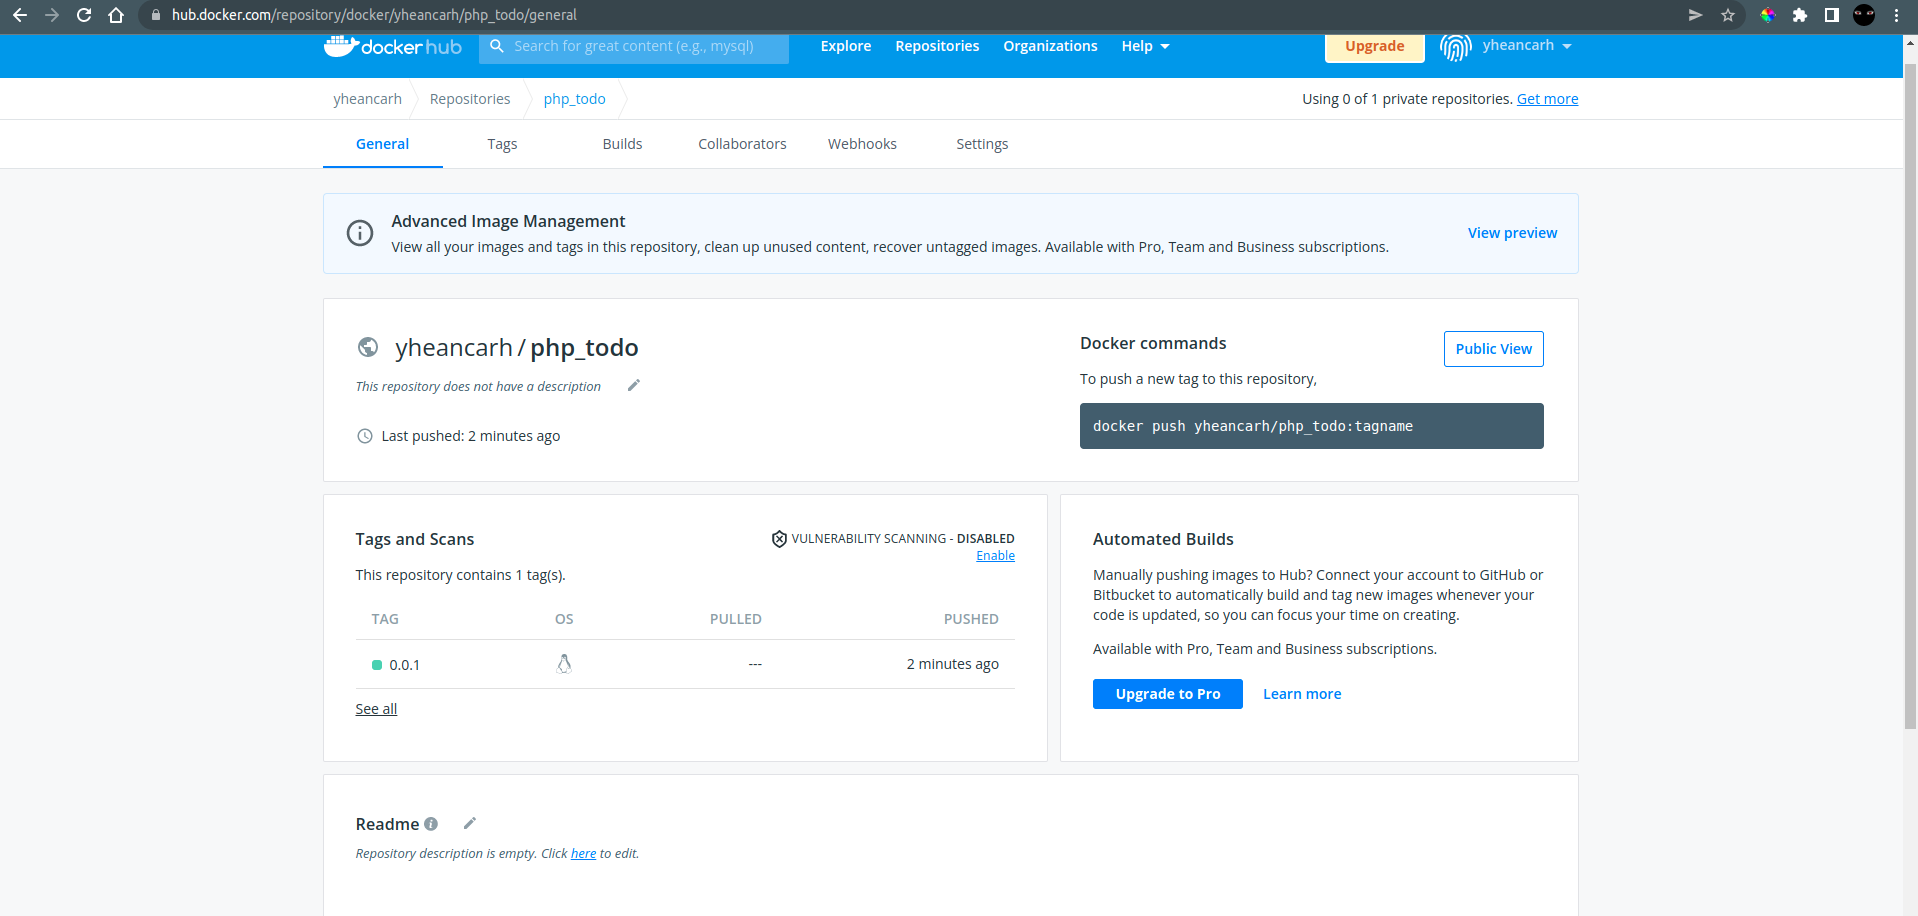 hub.docker.com/repository/docker/yheancarh/php_todo/general
docker hub
Search for great content (e.g., mysql)
Explore
Repositories
Organizations
Help
Upgrade
yheancarh
yheancarh
Repositories
php_todo
Using 0 of 1 private repositories. Get more
General
Tags
Builds
Collaborators
Webhooks
Settings
Advanced Image Management
View all your images and tags in this repository, clean up unused content, recover untagged images. Available with Pro, Team and Business subscriptions.
View preview
yheancarh / php_todo
This repository does not have a description
Last pushed: 2 minutes ago
Docker commands
Public View
To push a new tag to this repository,
docker push yheancarh/php_todo:tagname
Tags and Scans
VULNERABILITY SCANNING - DISABLED
Enable
This repository contains 1 tag(s).
TAG
OS
PULLED
PUSHED
0.0.1
---
2 minutes ago
See all
Automated Builds
Manually pushing images to Hub? Connect your account to GitHub or
Bitbucket to automatically build and tag new images whenever your
code is updated, so you can focus your time on creating.
Available with Pro, Team and Business subscriptions.
Upgrade to Pro
Learn more
Readme
Repository description is empty. Click here to edit.